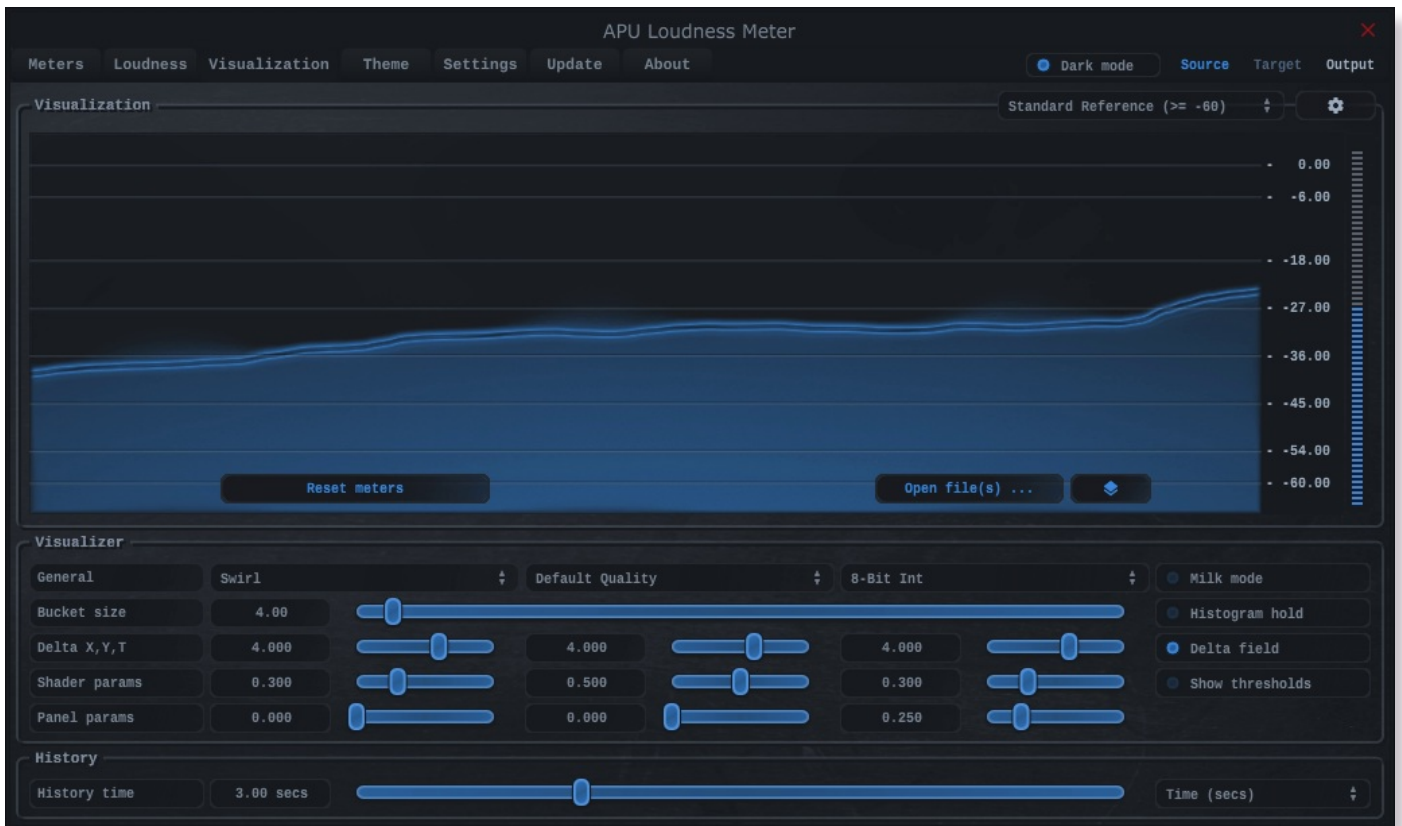 APU Loudness Meter
Meters Loudness Visualization Theme Settings Update About Dark mode Source Target Output
Visualization Standard Reference (>= -60)
- 0.00
- -6.00
- -18.00
- -27.00
- -36.00
- -45.00
- -54.00
Reset meters Open file(s) ... - -60.00
Visualizer
General Swirl Default Quality 8-Bit Int Milk mode
Bucket size 4.00 Histogram hold
Delta X,Y,T 4.000 4.000 4.000 Delta field
Shader params 0.300 0.500 0.300 Show thresholds
Panel params 0.000 0.000 0.250
History
History time 3.00 secs Time (secs)